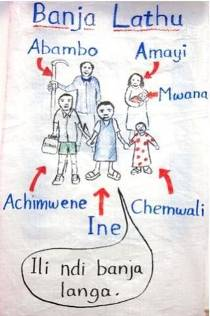 Banja Lathu
Abambo
Amayi
Mwana
Achimwene
Ine
Chemwali
Ili ndi banja
langa.